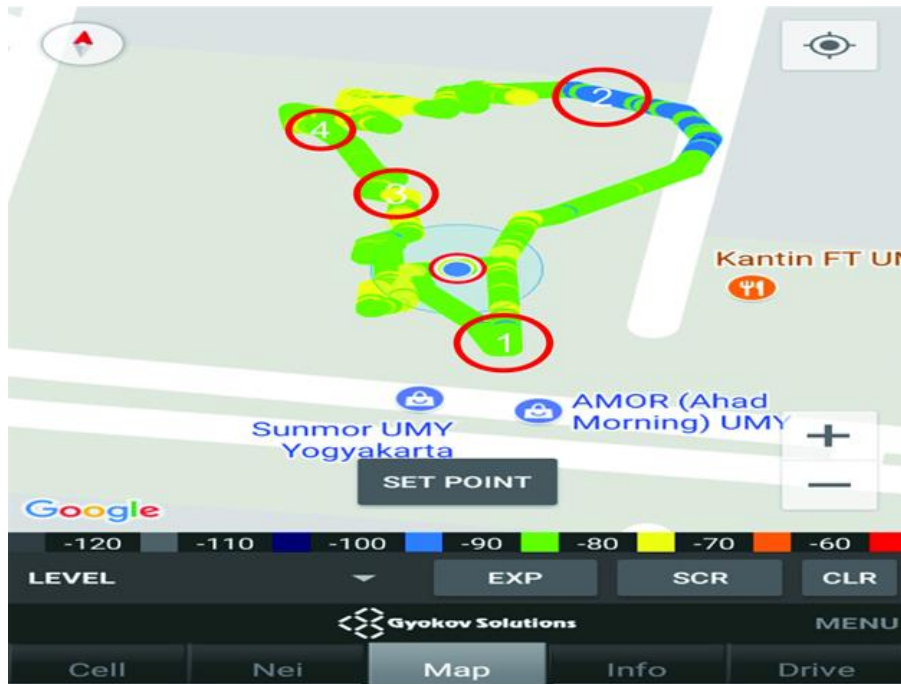 2
4
3
Kantin FT UM
1
AMOR (Ahad
Morning) UMY
Sunmor UMY
Yogyakarta
+
SET POINT
−
Google
-120 -110 -100 -90 -80 -70 -60
LEVEL EXP SCR CLR
Gyokov Solutions MENU
Cell Nei Map Info Drive